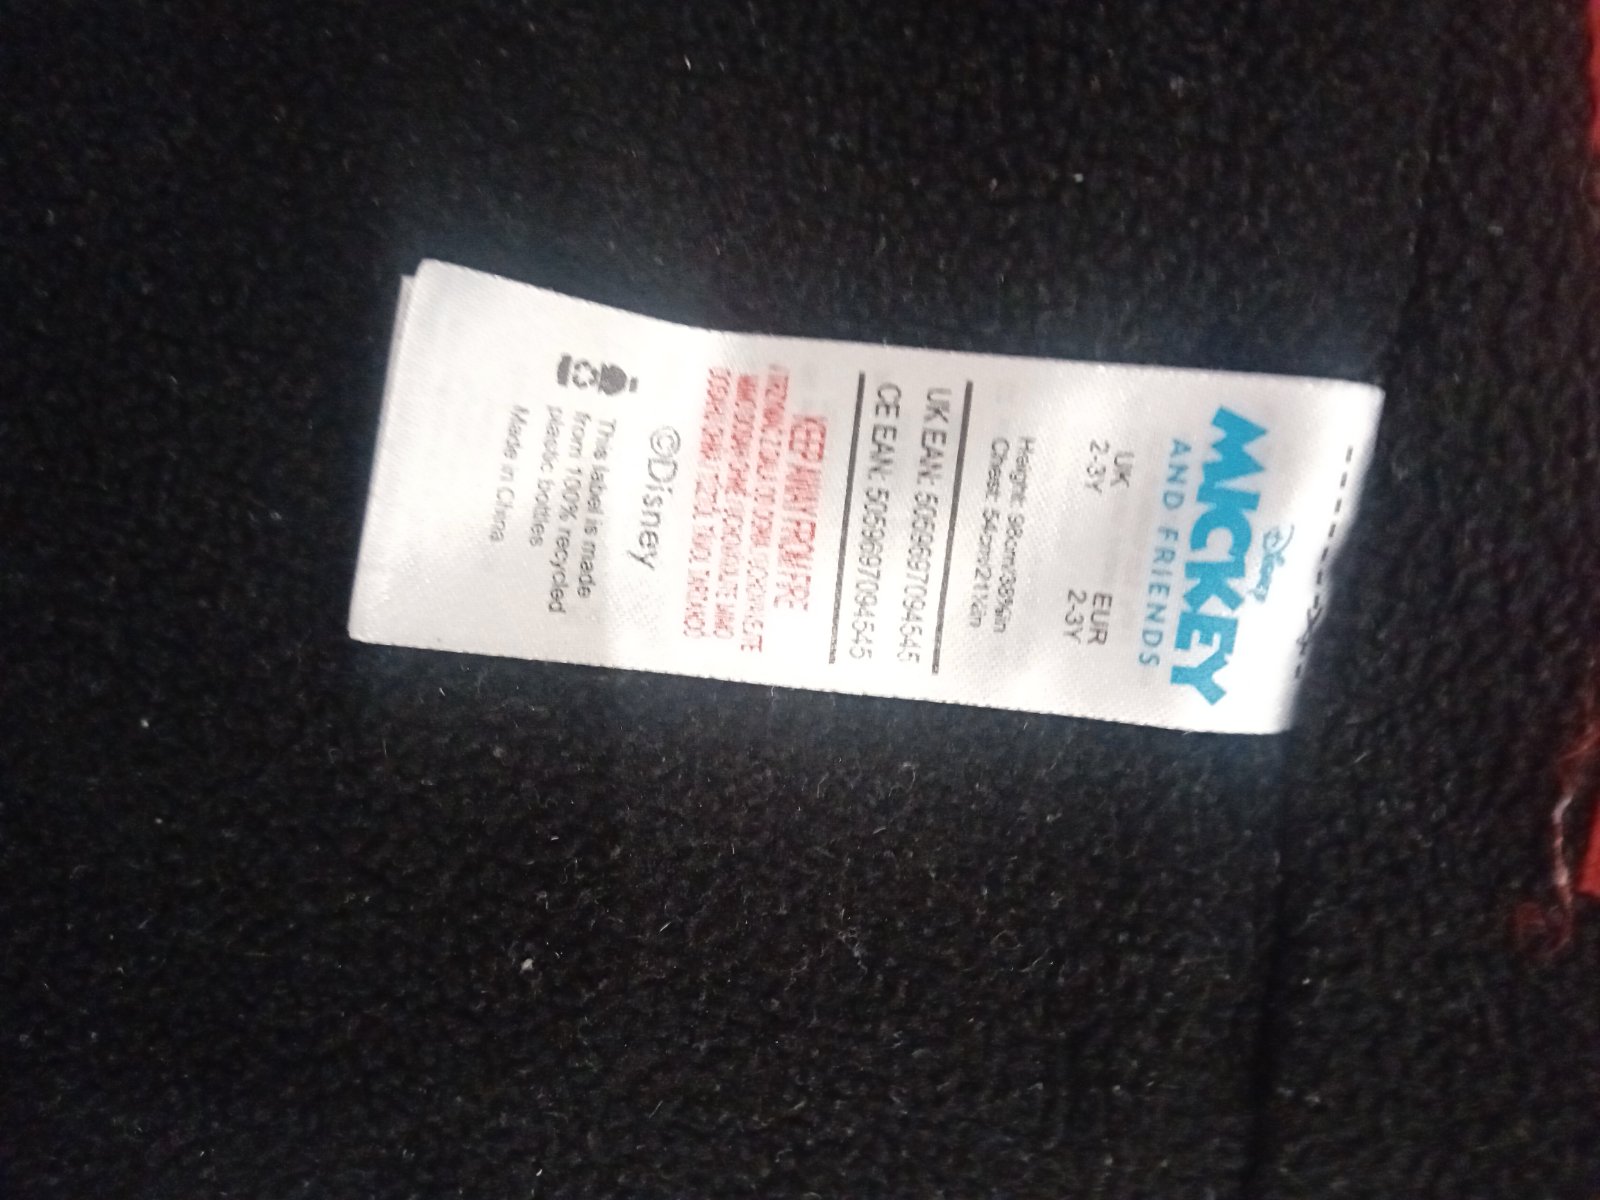 Disney
MICKEY
AND FRIENDS
UK EUR
2-3Y 2-3Y
Height: 98cm/38⅝in
Chest: 54cm/21¼in
UK EAN: 5059697094545
CE EAN: 5059697094545
KEEP AWAY FROM FIRE
©Disney
This label is made
from 100% recycled
plastic bottles
Made in China